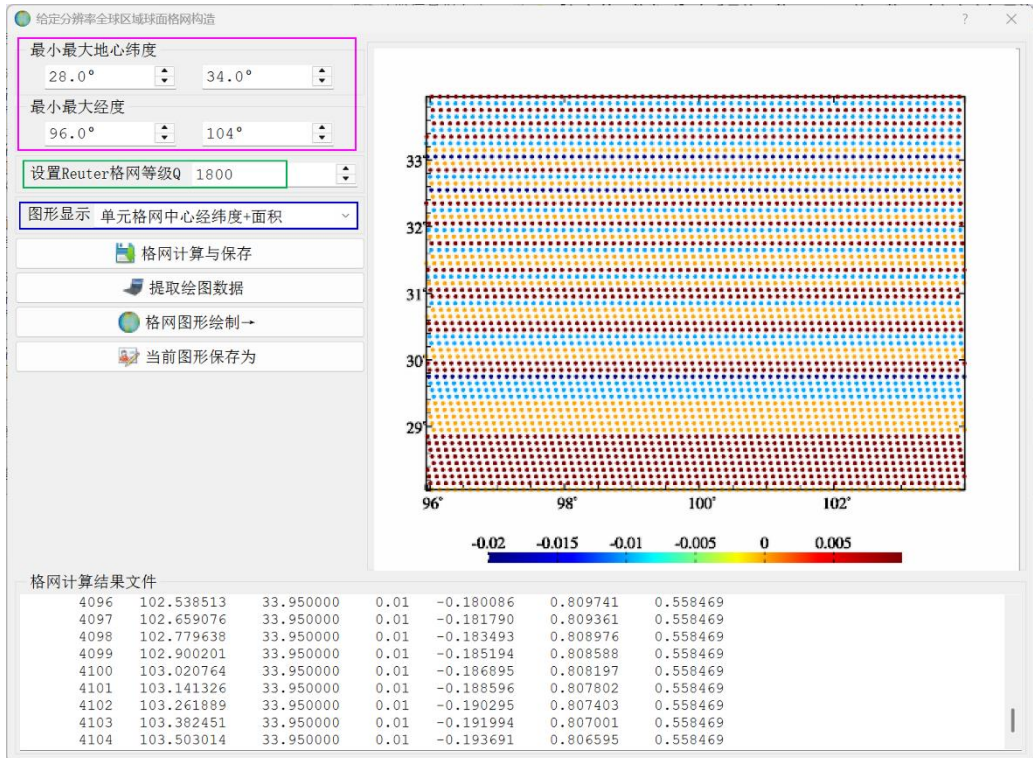 给定分辨率全球区域球面格网构造
最小最大地心纬度
28.0° 34.0°
最小最大经度
96.0° 104°
设置Reuter格网等级Q 1800
图形显示 单元格网中心经纬度+面积
格网计算与保存
提取绘图数据
格网图形绘制→
当前图形保存为
33°
32°
31°
30°
29°
96° 98° 100° 102°
-0.02 -0.015 -0.01 -0.005 0 0.005
格网计算结果文件
4096 102.538513 33.950000 0.01 -0.180086 0.809741 0.558469
4097 102.659076 33.950000 0.01 -0.181790 0.809361 0.558469
4098 102.779638 33.950000 0.01 -0.183493 0.808976 0.558469
4099 102.900201 33.950000 0.01 -0.185194 0.808588 0.558469
4100 103.020764 33.950000 0.01 -0.186895 0.808197 0.558469
4101 103.141326 33.950000 0.01 -0.188596 0.807802 0.558469
4102 103.261889 33.950000 0.01 -0.190295 0.807403 0.558469
4103 103.382451 33.950000 0.01 -0.191994 0.807001 0.558469
4104 103.503014 33.950000 0.01 -0.193691 0.806595 0.558469